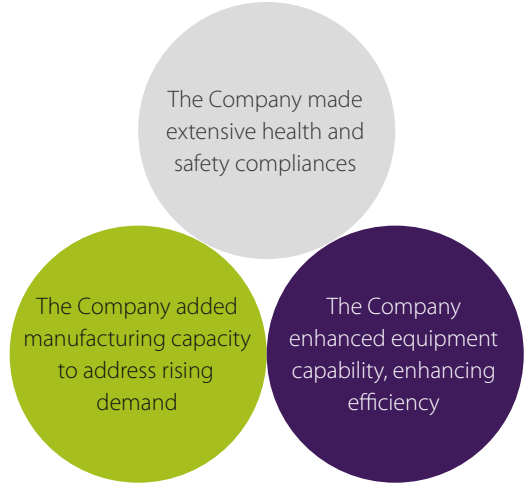 The Company made
extensive health and
safety compliances
The Company added
manufacturing capacity
to address rising
demand
The Company
enhanced equipment
capability, enhancing
efficiency